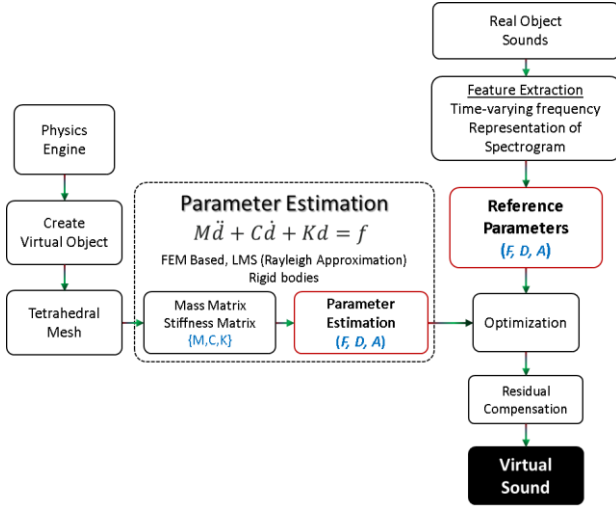 Real Object
Sounds
Feature Extraction
Time-varying frequency
Representation of
Spectrogram
Reference
Parameters
(F, D, A)
Physics
Engine
Create
Virtual Object
Tetrahedral
Mesh
Parameter Estimation
Md̈ + Cḋ + Kd = f
FEM Based, LMS (Rayleigh Approximation)
Rigid bodies
Mass Matrix
Stiffness Matrix
{M,C,K}
Parameter
Estimation
(F, D, A)
Optimization
Residual
Compensation
Virtual
Sound